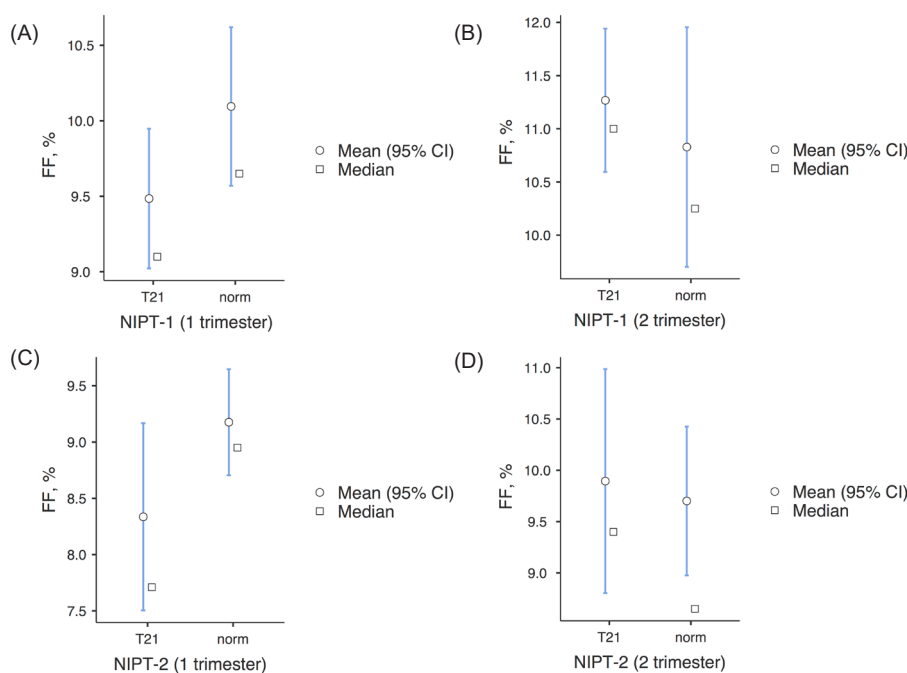 (A)
FF, %
10.5
10.0
9.5
9.0
T21 norm
NIPT-1 (1 trimester)
Mean (95% CI)
Median
(B)
FF, %
12.0
11.5
11.0
10.5
10.0
T21 norm
NIPT-1 (2 trimester)
Mean (95% CI)
Median
(C)
FF, %
9.5
9.0
8.5
8.0
7.5
T21 norm
NIPT-2 (1 trimester)
Mean (95% CI)
Median
(D)
FF, %
11.0
10.5
10.0
9.5
9.0
T21 norm
NIPT-2 (2 trimester)
Mean (95% CI)
Median